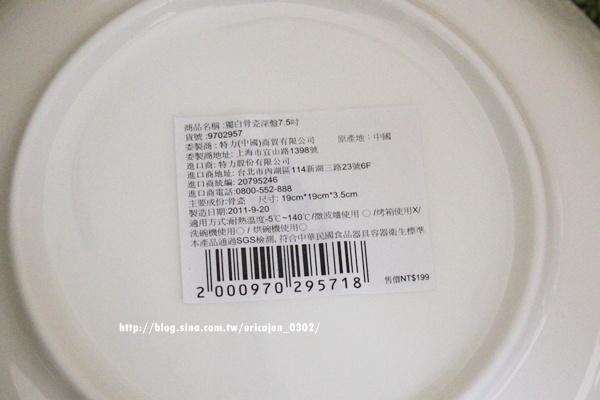 商品名稱 :獨白骨瓷深盤7.5吋
貨號 :9702957
委製商 : 特力(中國)商貿有限公司 原產地 : 中國
委製商地址: 上海市宜山路1398號
進口商: 特力股份有限公司
進口商地址: 台北市內湖區114新湖三路23號6F
進口商統編: 20795246
進口商電話:0800-552-888
主要成份:骨瓷 尺寸: 19cm*19cm*3.5cm
製造日期:2011-9-20
適用方式:耐熱溫度-5℃~140℃/微波爐使用○/烤箱使用X/
洗碗機使用○ / 烘碗機使用○
本產品通過SGS檢測, 符合中華民國食品器具容器衛生標準
2 000970 295718
售價NT$199
http://blog.sina.com.tw/ericajen_0302/